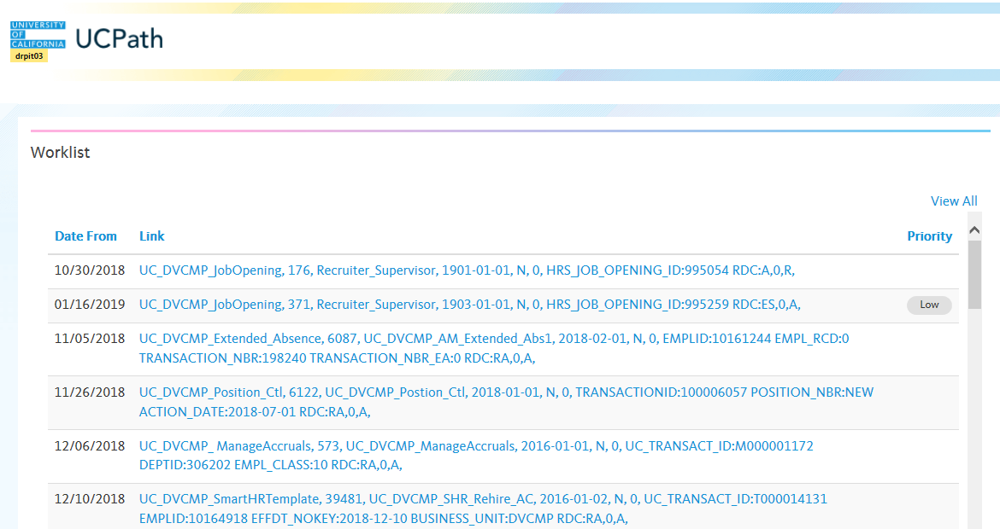 UNIVERSITY
OF
CALIFORNIA
UCPath
drpit03
Worklist
View All
Date From Link Priority
10/30/2018 UC_DVCMP_JobOpening, 176, Recruiter_Supervisor, 1901-01-01, N, 0, HRS_JOB_OPENING_ID:995054 RDC:A,0,R,
01/16/2019 UC_DVCMP_JobOpening, 371, Recruiter_Supervisor, 1903-01-01, N, 0, HRS_JOB_OPENING_ID:995259 RDC:ES,0,A, Low
11/05/2018 UC_DVCMP_Extended_Absence, 6087, UC_DVCMP_AM_Extended_Abs1, 2018-02-01, N, 0, EMPLID:10161244 EMPL_RCD:0
TRANSACTION_NBR:198240 TRANSACTION_NBR_EA:0 RDC:RA,0,A,
11/26/2018 UC_DVCMP_Position_Ctl, 6122, UC_DVCMP_Postion_Ctl, 2018-01-01, N, 0, TRANSACTIONID:100006057 POSITION_NBR:NEW
ACTION_DATE:2018-07-01 RDC:RA,0,A,
12/06/2018 UC_DVCMP_ ManageAccruals, 573, UC_DVCMP_ManageAccruals, 2016-01-01, N, 0, UC_TRANSACT_ID:M000001172
DEPTID:306202 EMPL_CLASS:10 RDC:RA,0,A,
12/10/2018 UC_DVCMP_SmartHRTemplate, 39481, UC_DVCMP_SHR_Rehire_AC, 2016-01-02, N, 0, UC_TRANSACT_ID:T000014131
EMPLID:10164918 EFFDT_NOKEY:2018-12-10 BUSINESS_UNIT:DVCMP RDC:RA,0,A,